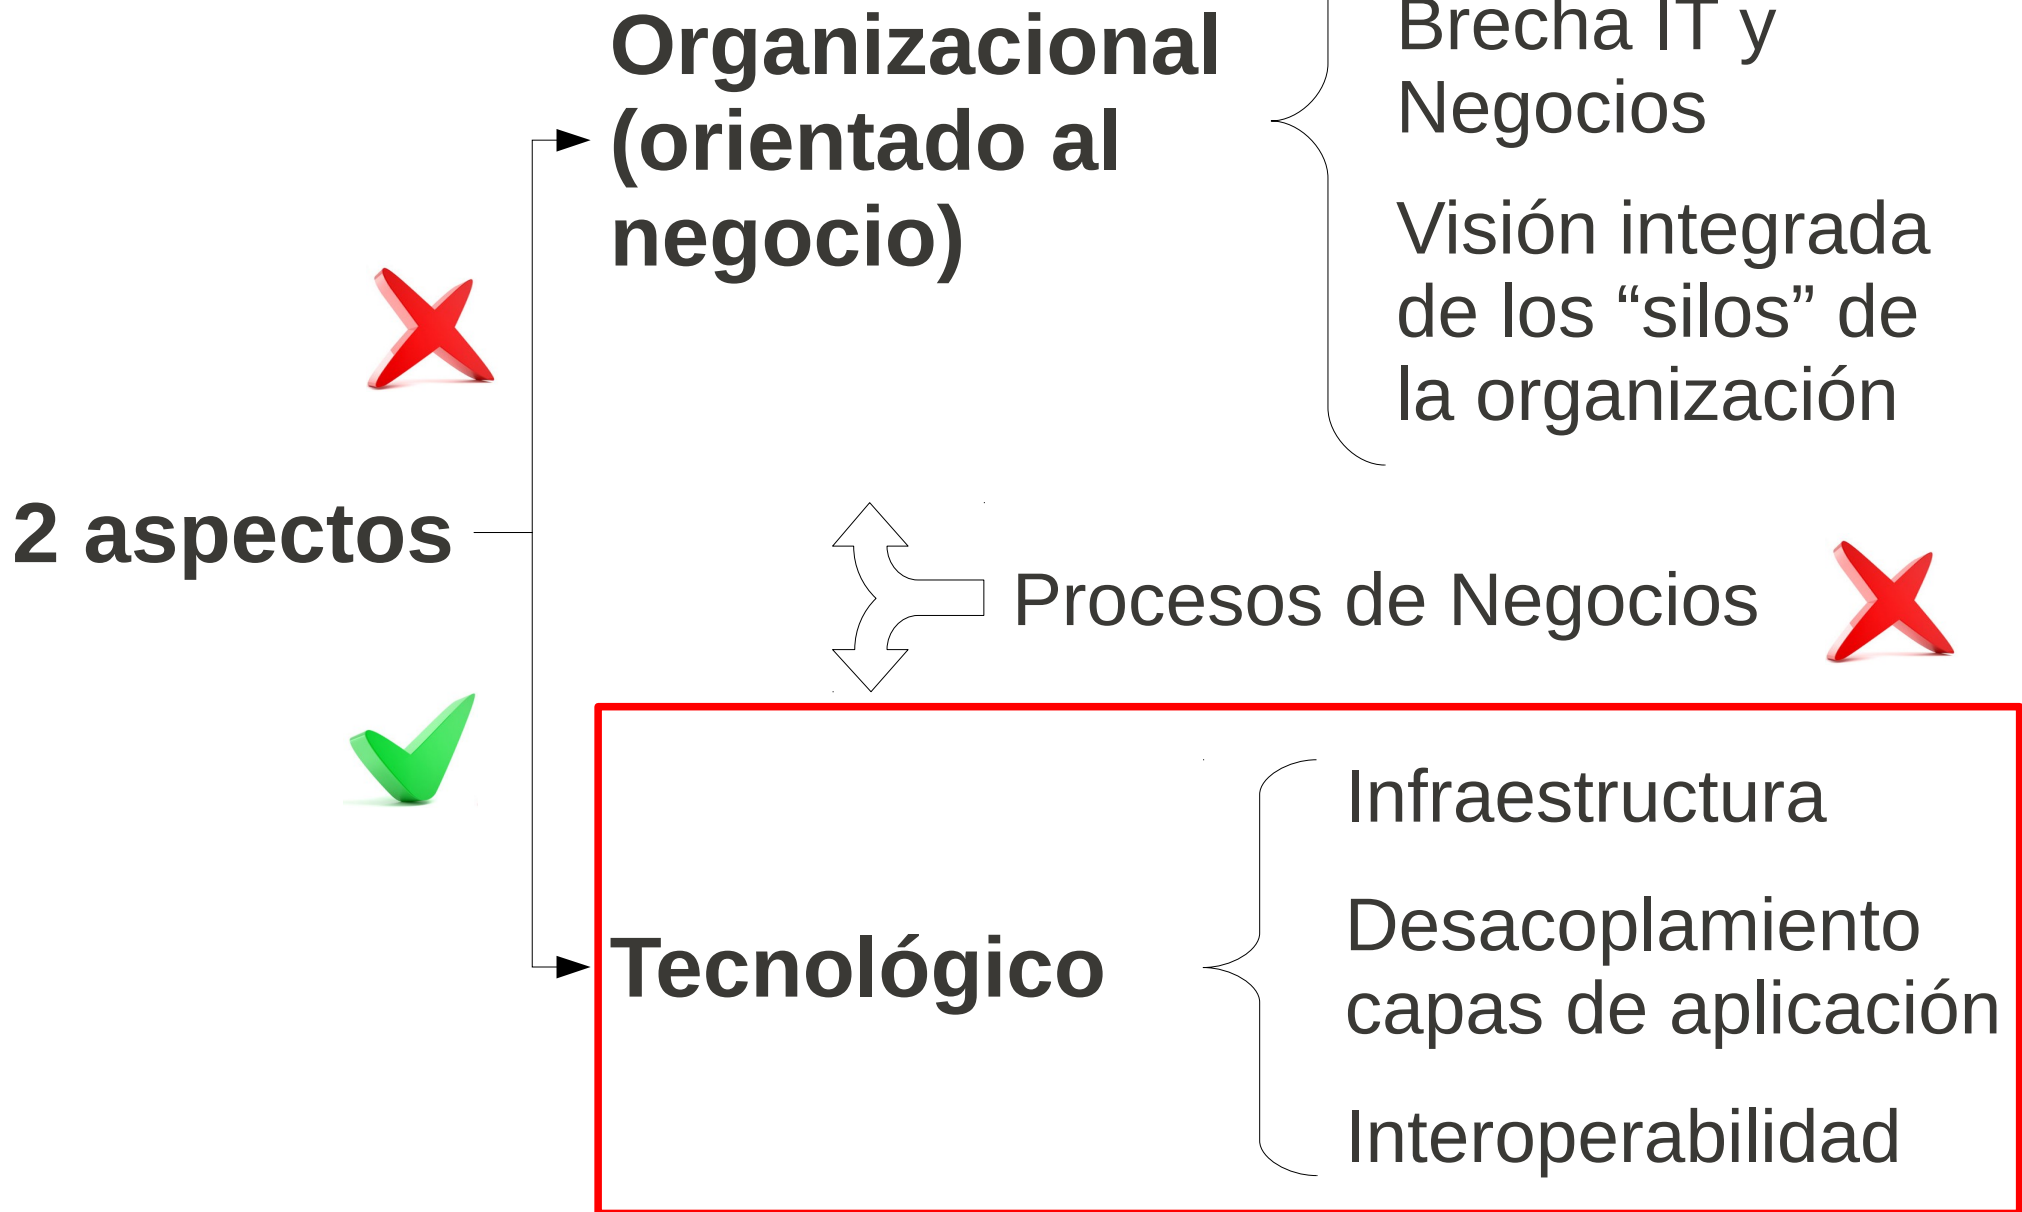 Organizacional
(orientado al
negocio)
Brecha IT y
Negocios
Visión integrada
de los “silos” de
la organización
2 aspectos
Procesos de Negocios
Tecnológico
Infraestructura
Desacoplamiento
capas de aplicación
Interoperabilidad